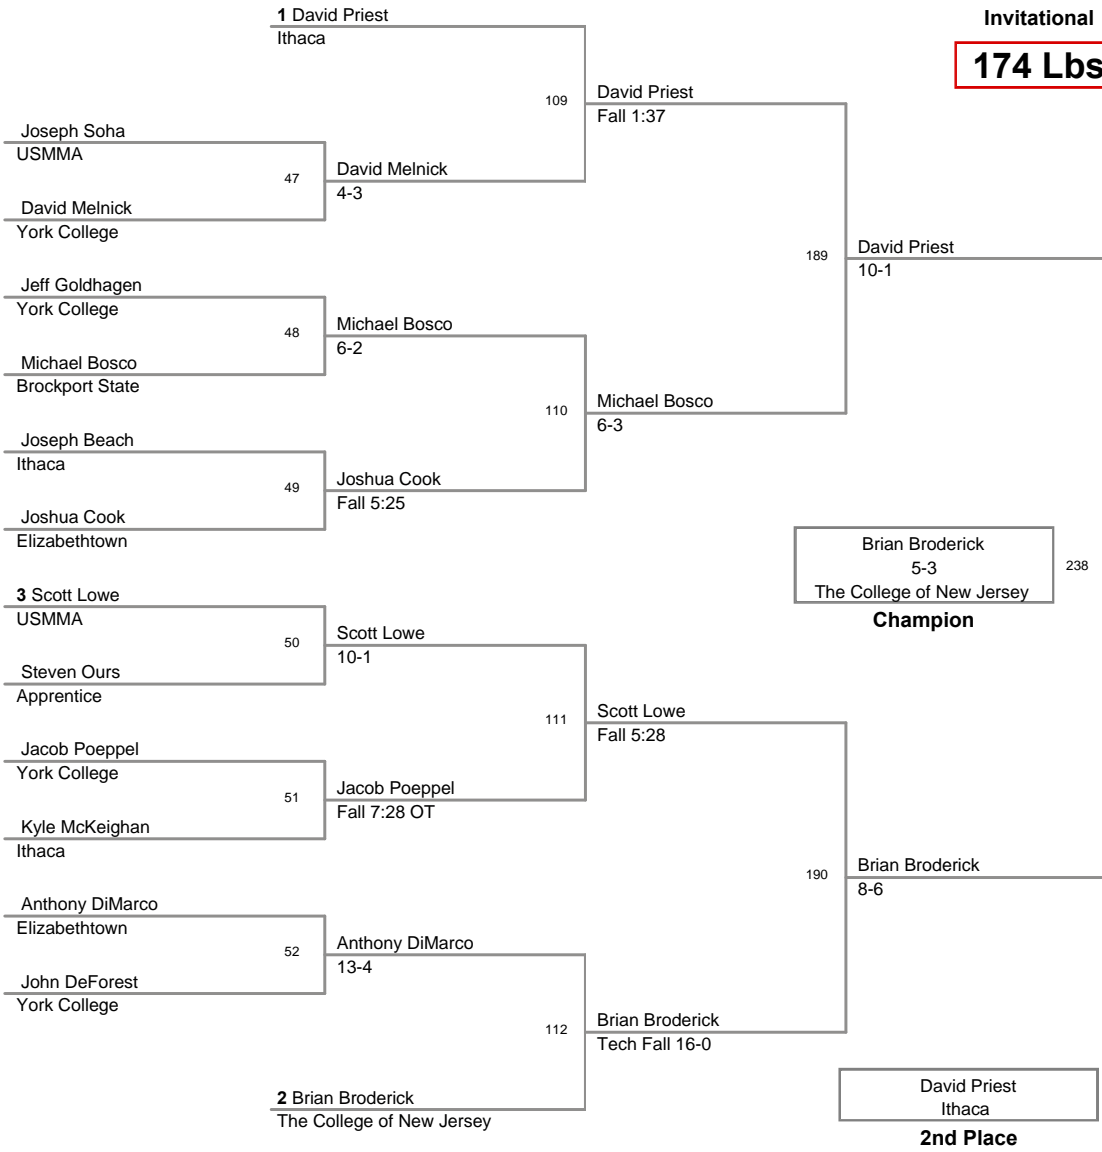 1 David Priest
Ithaca
Invitational
174 Lbs
109
David Priest
Fall 1:37
Joseph Soha
USMMA
47
David Melnick
4-3
David Melnick
York College
189
David Priest
10-1
Jeff Goldhagen
York College
48
Michael Bosco
6-2
Michael Bosco
Brockport State
110
Michael Bosco
6-3
Joseph Beach
Ithaca
49
Joshua Cook
Fall 5:25
Joshua Cook
Elizabethtown
Brian Broderick
5-3
The College of New Jersey
238
Champion
3 Scott Lowe
USMMA
50
Scott Lowe
10-1
Steven Ours
Apprentice
111
Scott Lowe
Fall 5:28
Jacob Poeppel
York College
51
Jacob Poeppel
Fall 7:28 OT
Kyle McKeighan
Ithaca
190
Brian Broderick
8-6
Anthony DiMarco
Elizabethtown
52
Anthony DiMarco
13-4
John DeForest
York College
112
Brian Broderick
Tech Fall 16-0
2 Brian Broderick
The College of New Jersey
David Priest
Ithaca
2nd Place